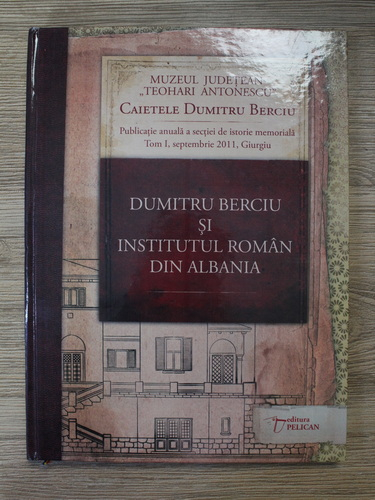 MUZEUL JUDEȚEAN
„TEOHARI ANTONESCU”
CAIETELE DUMITRU BERCIU
Publicație anuală a secției de istorie memorială
Tom I, septembrie 2011, Giurgiu
DUMITRU BERCIU
ȘI
INSTITUTUL ROMÂN
DIN ALBANIA
editura
PELICAN